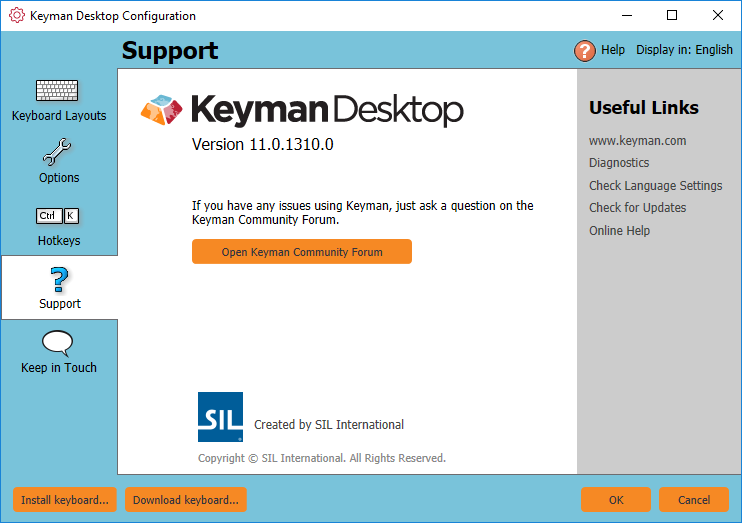 Keyman Desktop Configuration
Support
Help
Display in: English
Keyboard Layouts
Options
Ctrl K
Hotkeys
Support
Keep in Touch
Keyman Desktop
Version 11.0.1310.0
If you have any issues using Keyman, just ask a question on the
Keyman Community Forum.
Open Keyman Community Forum
SIL
Created by SIL International
Copyright © SIL International. All Rights Reserved.
Useful Links
www.keyman.com
Diagnostics
Check Language Settings
Check for Updates
Online Help
Install keyboard...
Download keyboard...
OK
Cancel